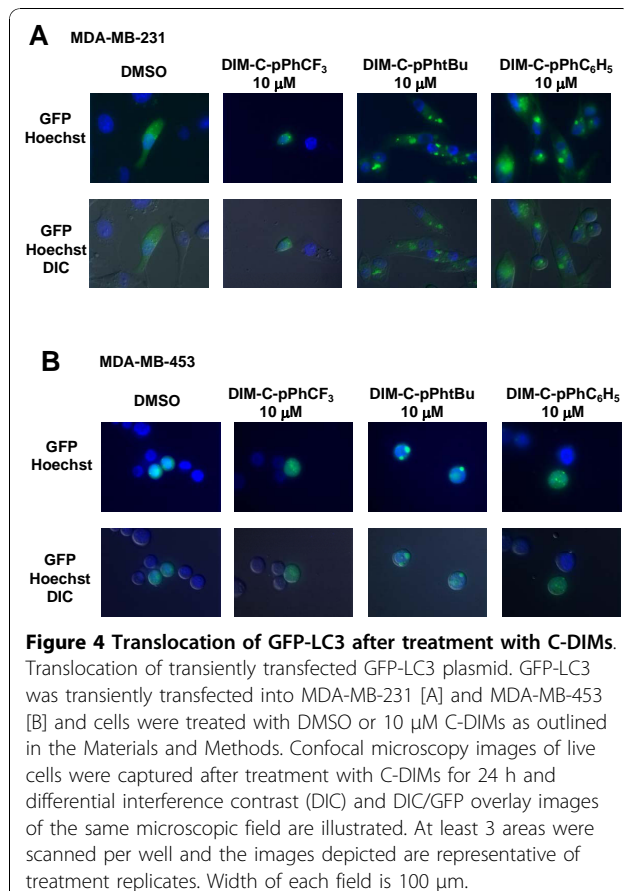 A MDA-MB-231
DMSO DIM-C-pPhCF₃ 10 μM DIM-C-pPhtBu 10 μM DIM-C-pPhC₆H₅ 10 μM
GFP
Hoechst
GFP
Hoechst
DIC
B MDA-MB-453
DMSO DIM-C-pPhCF₃ 10 μM DIM-C-pPhtBu 10 μM DIM-C-pPhC₆H₅ 10 μM
GFP
Hoechst
GFP
Hoechst
DIC
Figure 4 Translocation of GFP-LC3 after treatment with C-DIMs.
Translocation of transiently transfected GFP-LC3 plasmid. GFP-LC3
was transiently transfected into MDA-MB-231 [A] and MDA-MB-453
[B] and cells were treated with DMSO or 10 μM C-DIMs as outlined
in the Materials and Methods. Confocal microscopy images of live
cells were captured after treatment with C-DIMs for 24 h and
differential interference contrast (DIC) and DIC/GFP overlay images
of the same microscopic field are illustrated. At least 3 areas were
scanned per well and the images depicted are representative of
treatment replicates. Width of each field is 100 μm.